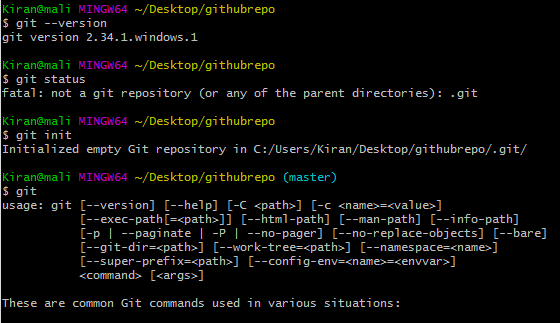 Kiran@mali MINGW64 ~/Desktop/githubrepo
$ git --version
git version 2.34.1.windows.1
Kiran@mali MINGW64 ~/Desktop/githubrepo
$ git status
fatal: not a git repository (or any of the parent directories): .git
Kiran@mali MINGW64 ~/Desktop/githubrepo
$ git init
Initialized empty Git repository in C:/Users/Kiran/Desktop/githubrepo/.git/
Kiran@mali MINGW64 ~/Desktop/githubrepo (master)
$ git
usage: git [--version] [--help] [-C <path>] [-c <name>=<value>]
[--exec-path[=<path>]] [--html-path] [--man-path] [--info-path]
[-p | --paginate | -P | --no-pager] [--no-replace-objects] [--bare]
[--git-dir=<path>] [--work-tree=<path>] [--namespace=<name>]
[--super-prefix=<path>] [--config-env=<name>=<envvar>]
<command> [<args>]
These are common Git commands used in various situations: